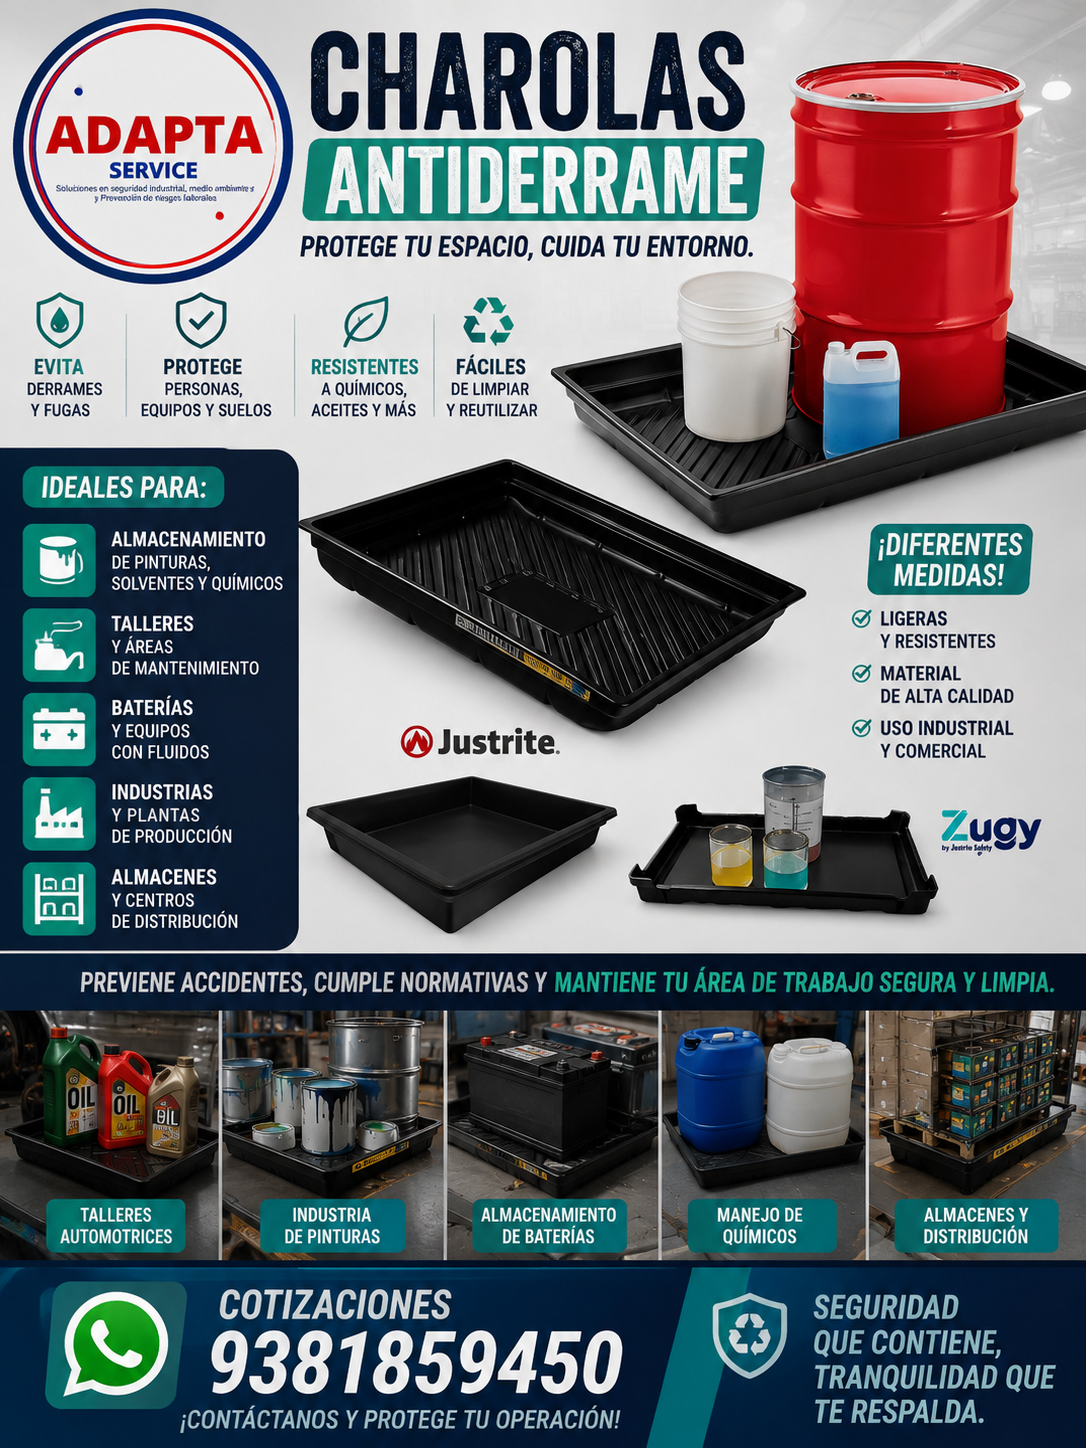 ADAPTA
SERVICE
Soluciones en seguridad industrial, medio ambiente s
y Prevanción de riesgos laborales
CHAROLAS
ANTIDERRAME
PROTEGE TU ESPACIO, CUIDA TU ENTORNO.
EVITA
DERRAMES
Y FUGAS
PROTEGE
PERSONAS,
EQUIPOS Y SUELOS
RESISTENTES
A QUÍMICOS,
ACEITES Y MÁS
FÁCILES
DE LIMPIAR
Y REUTILIZAR
IDEALES PARA:
ALMACENAMIENTO
DE PINTURAS,
SOLVENTES Y QUÍMICOS
TALLERES
Y ÁREAS
DE MANTENIMIENTO
BATERÍAS
Y EQUIPOS
CON FLUIDOS
INDUSTRIAS
Y PLANTAS
DE PRODUCCIÓN
ALMACENES
Y CENTROS
DE DISTRIBUCIÓN
¡DIFERENTES
MEDIDAS!
LIGERAS
Y RESISTENTES
MATERIAL
DE ALTA CALIDAD
USO INDUSTRIAL
Y COMERCIAL
Justrite.
Zugy
by Justrite Safety
PREVIENE ACCIDENTES, CUMPLE NORMATIVAS Y MANTIENE TU ÁREA DE TRABAJO SEGURA Y LIMPIA.
OIL
OIL
OIL
TALLERES
AUTOMOTRICES
INDUSTRIA
DE PINTURAS
ALMACENAMIENTO
DE BATERÍAS
MANEJO DE
QUÍMICOS
ALMACENES Y
DISTRIBUCIÓN
COTIZACIONES
9381859450
¡CONTÁCTANOS Y PROTEGE TU OPERACIÓN!
SEGURIDAD
QUE CONTIENE,
TRANQUILIDAD QUE
TE RESPALDA.